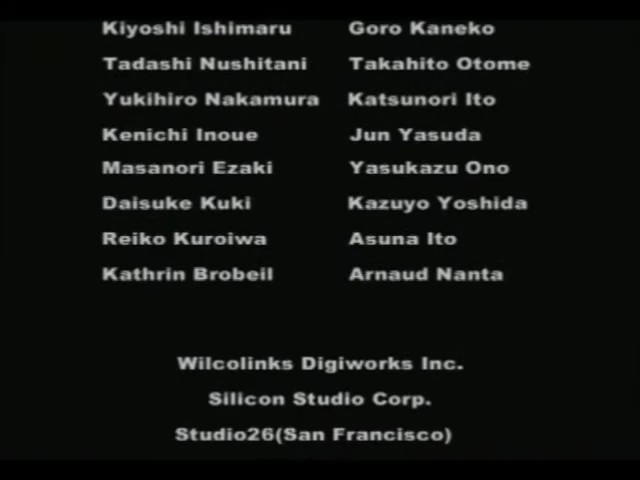 Kiyoshi Ishimaru Goro Kaneko
Tadashi Nushitani Takahito Otome
Yukihiro Nakamura Katsunori Ito
Kenichi Inoue Jun Yasuda
Masanori Ezaki Yasukazu Ono
Daisuke Kuki Kazuyo Yoshida
Reiko Kuroiwa Asuna Ito
Kathrin Brobeil Arnaud Nanta
Wilcolinks Digiworks Inc.
Silicon Studio Corp.
Studio26(San Francisco)